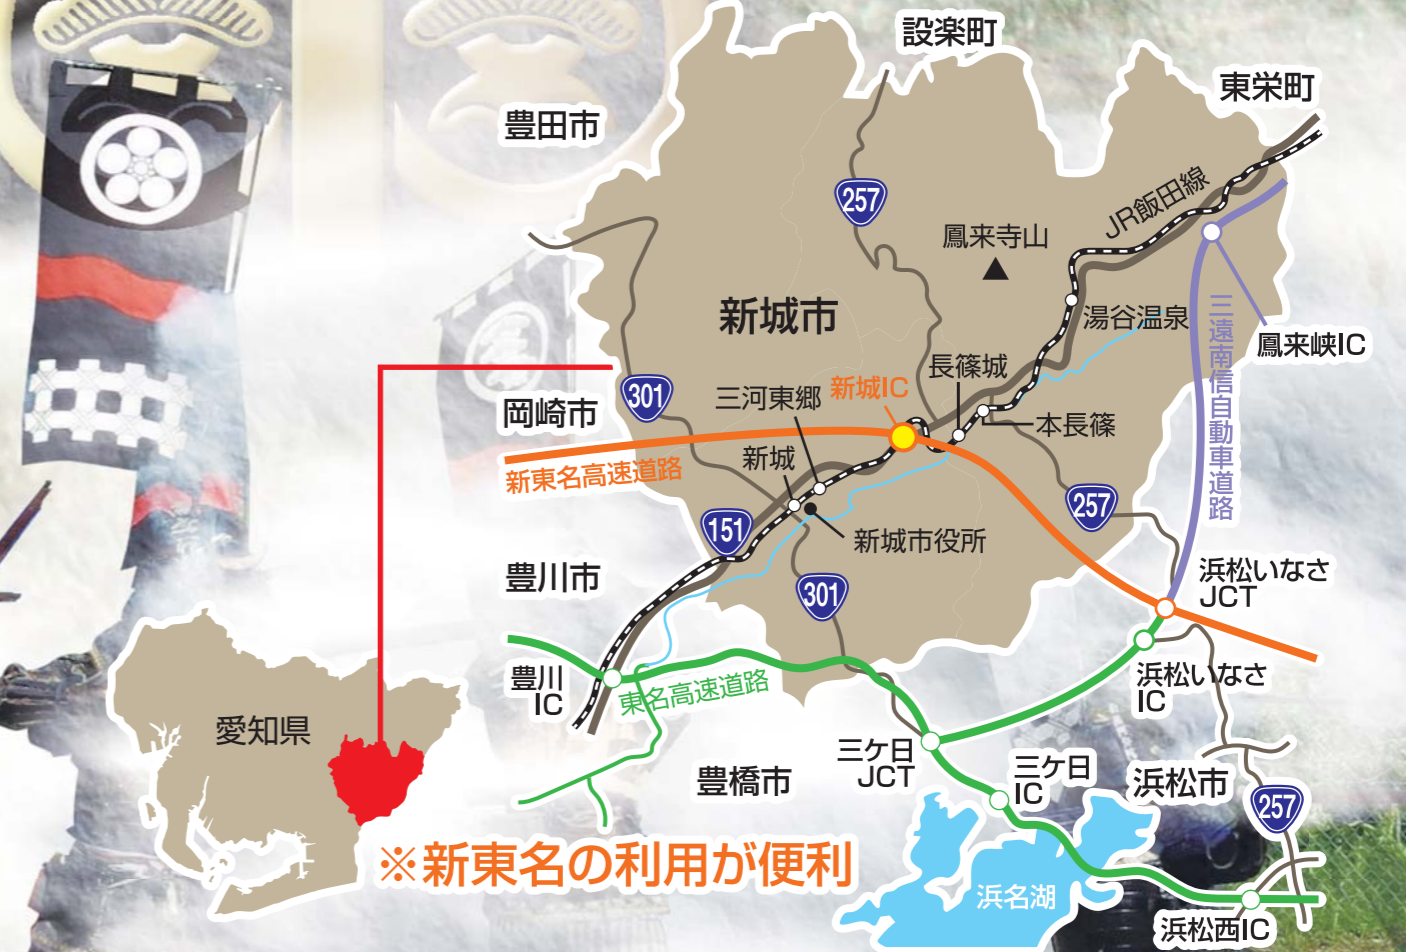 設楽町
東栄町
豊田市
257
JR飯田線
鳳来寺山
新城市
湯谷温泉
三遠南信自動車道路
鳳来峡IC
長篠城
新城IC
301
三河東郷
岡崎市
本長篠
新城
新東名高速道路
257
151
新城市役所
豊川市
浜松いなさ
JCT
301
浜松いなさ
IC
豊川
IC
東名高速道路
愛知県
三ケ日
JCT
三ケ日
IC
豊橋市
浜松市
257
※新東名の利用が便利
浜名湖
浜松西IC